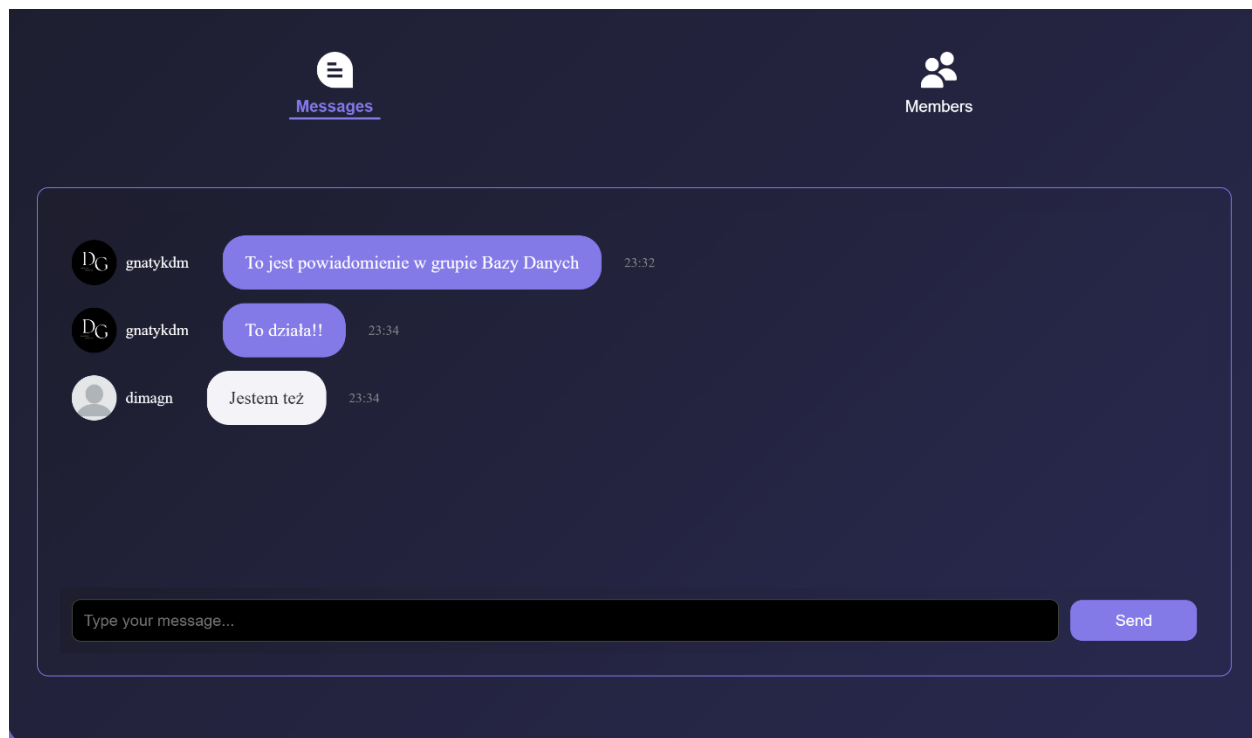 Messages
Members
DG gnatykdm To jest powiadomienie w grupie Bazy Danych 23:32
DG gnatykdm To działa!! 23:34
dimagn Jestem też 23:34
Type your message...
Send